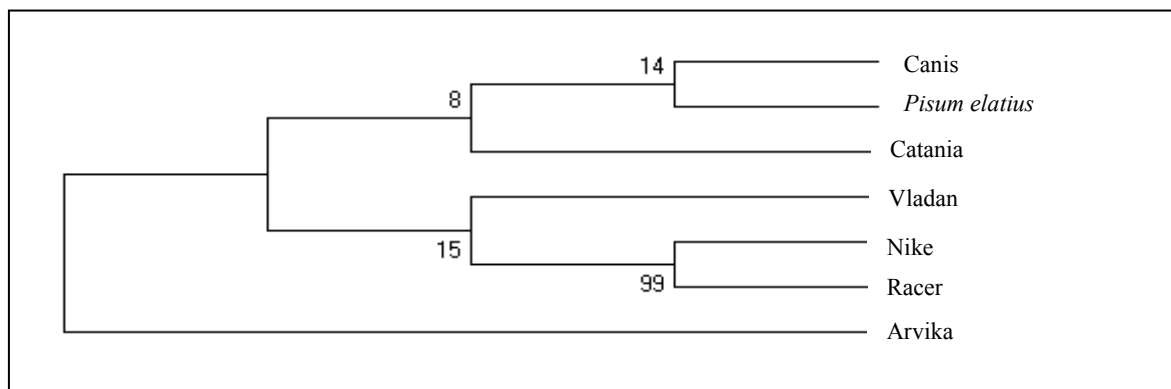 14
Canis
Pisum elatius
8
Catania
Vladan
15
Nike
99
Racer
Arvika